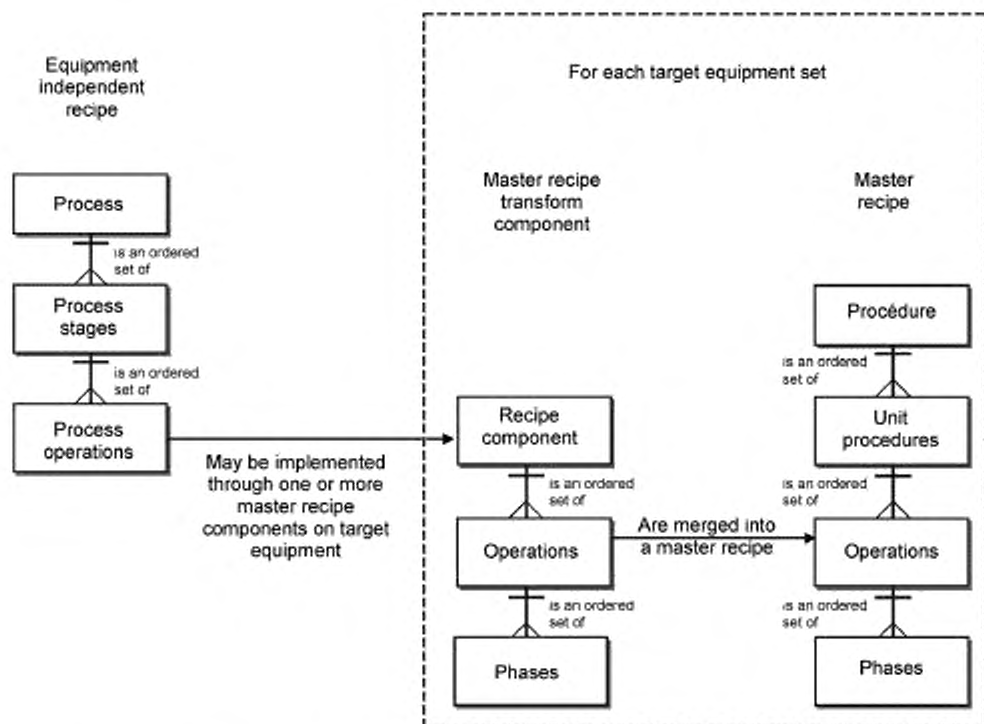 Equipment
independent
recipe
Process
is an ordered
set of
Process
stages
is an ordered
set of
Process
operations
May be implemented
through one or more
master recipe
components on target
equipment
For each target equipment set
Master recipe
transform
component
Recipe
component
is an ordered
set of
Operations
is an ordered
set of
Phases
Are merged into
a master recipe
Master
recipe
Procédure
is an ordered
set of
Unit
procedures
is an ordered
set of
Operations
is an ordered
set of
Phases